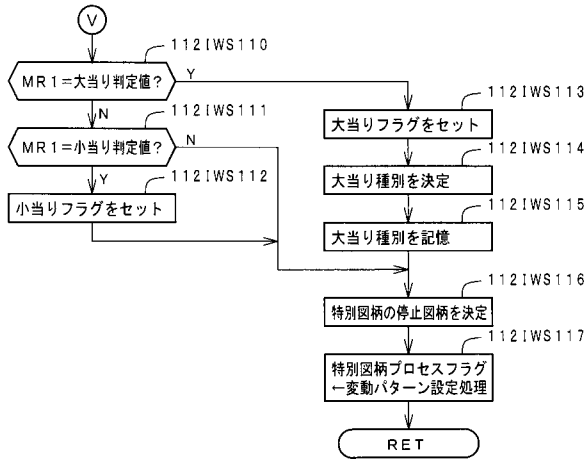 V
112IWS110
MR1=大当り判定値?
Y
N
112IWS111
MR1=小当り判定値?
N
Y
112IWS112
小当りフラグをセット
112IWS113
大当りフラグをセット
112IWS114
大当り種別を決定
112IWS115
大当り種別を記憶
112IWS116
特別図柄の停止図柄を決定
112IWS117
特別図柄プロセスフラグ
←変動パターン設定処理
RET